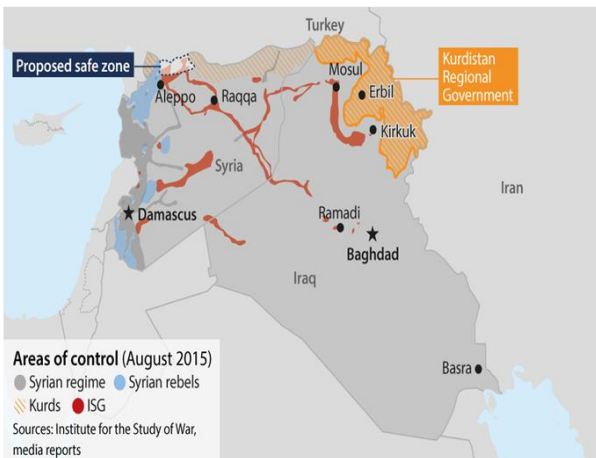 Turkey
Proposed safe zone
Kurdistan
Regional
Government
Mosul
Aleppo
Raqqa
Erbil
Kirkuk
Syria
Iran
Damascus
Ramadi
Baghdad
Iraq
Basra
Areas of control (August 2015)
Syrian regime Syrian rebels
Kurds ISG
Sources: Institute for the Study of War,
media reports